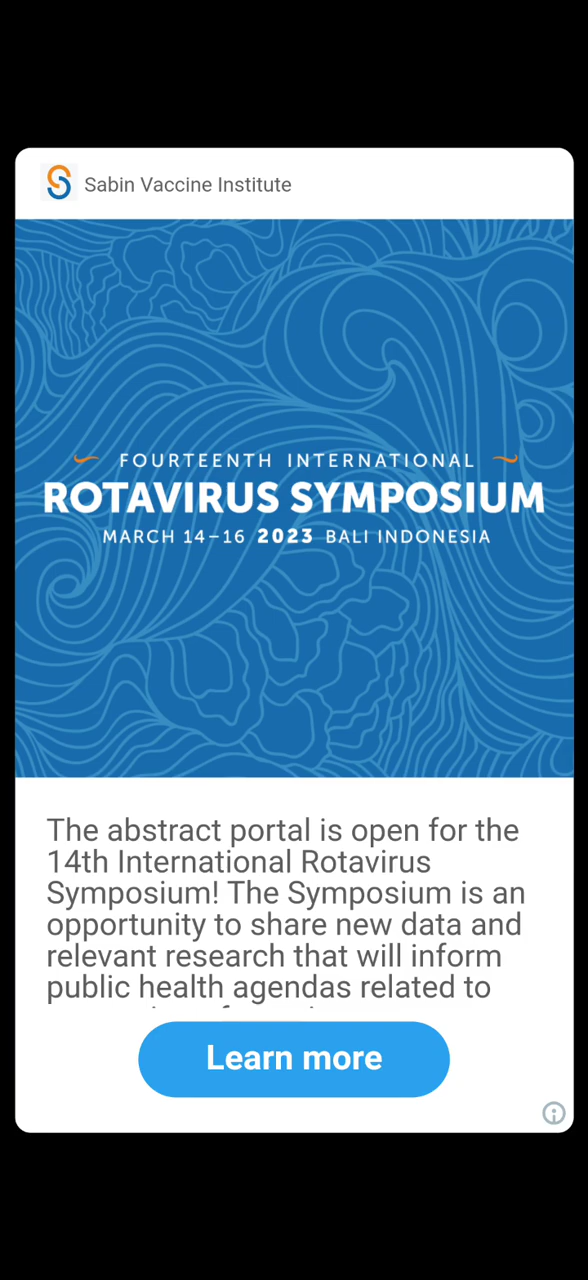 Sabin Vaccine Institute
FOURTEENTH INTERNATIONAL
ROTAVIRUS SYMPOSIUM
MARCH 14–16 2023 BALI INDONESIA
The abstract portal is open for the
14th International Rotavirus
Symposium! The Symposium is an
opportunity to share new data and
relevant research that will inform
public health agendas related to
Learn more